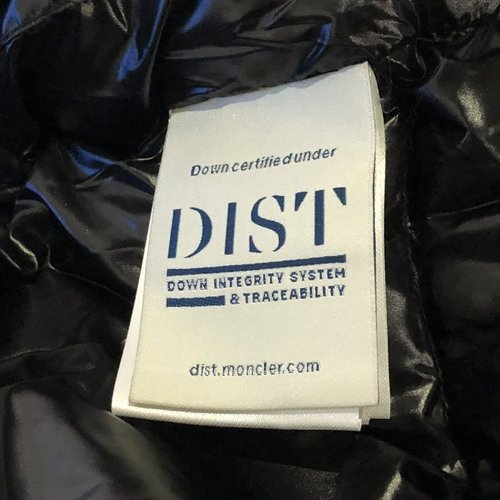 Down certified under
DIST
DOWN INTEGRITY SYSTEM
& TRACEABILITY
dist.moncler.com